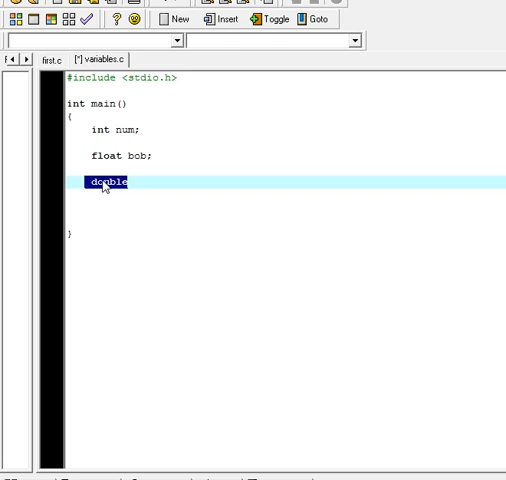 New Insert Toggle Goto
first.c [*] variables.c
#include <stdio.h>
int main()
{
int num;
float bob;
double
}